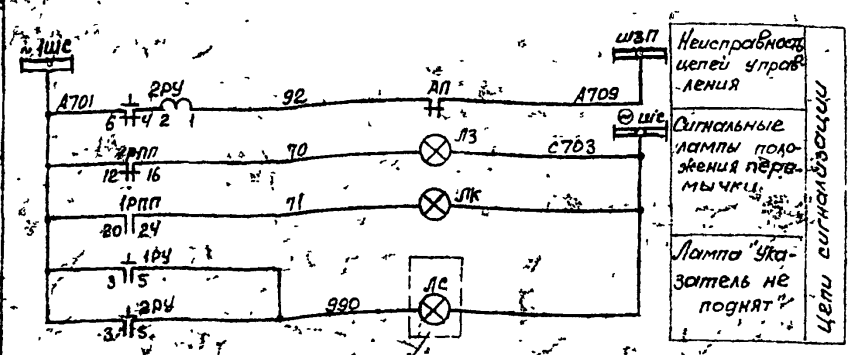 ~ 1ШС
ШЗП
Неисправность
цепей управ-
ления
А701
2РУ
6 4 2 1
92
АП
А709
⊖ ШС
1РПП
12 16
70
ЛЗ
С703
Сигнальные
лампы поло-
жения пере-
мычки
1РПП
20 24
71
ЛК
1РУ
3 5
2РУ
3 5
990
ЛС
Лампа "Ука-
затель не
поднят"
Цепи сигнализации